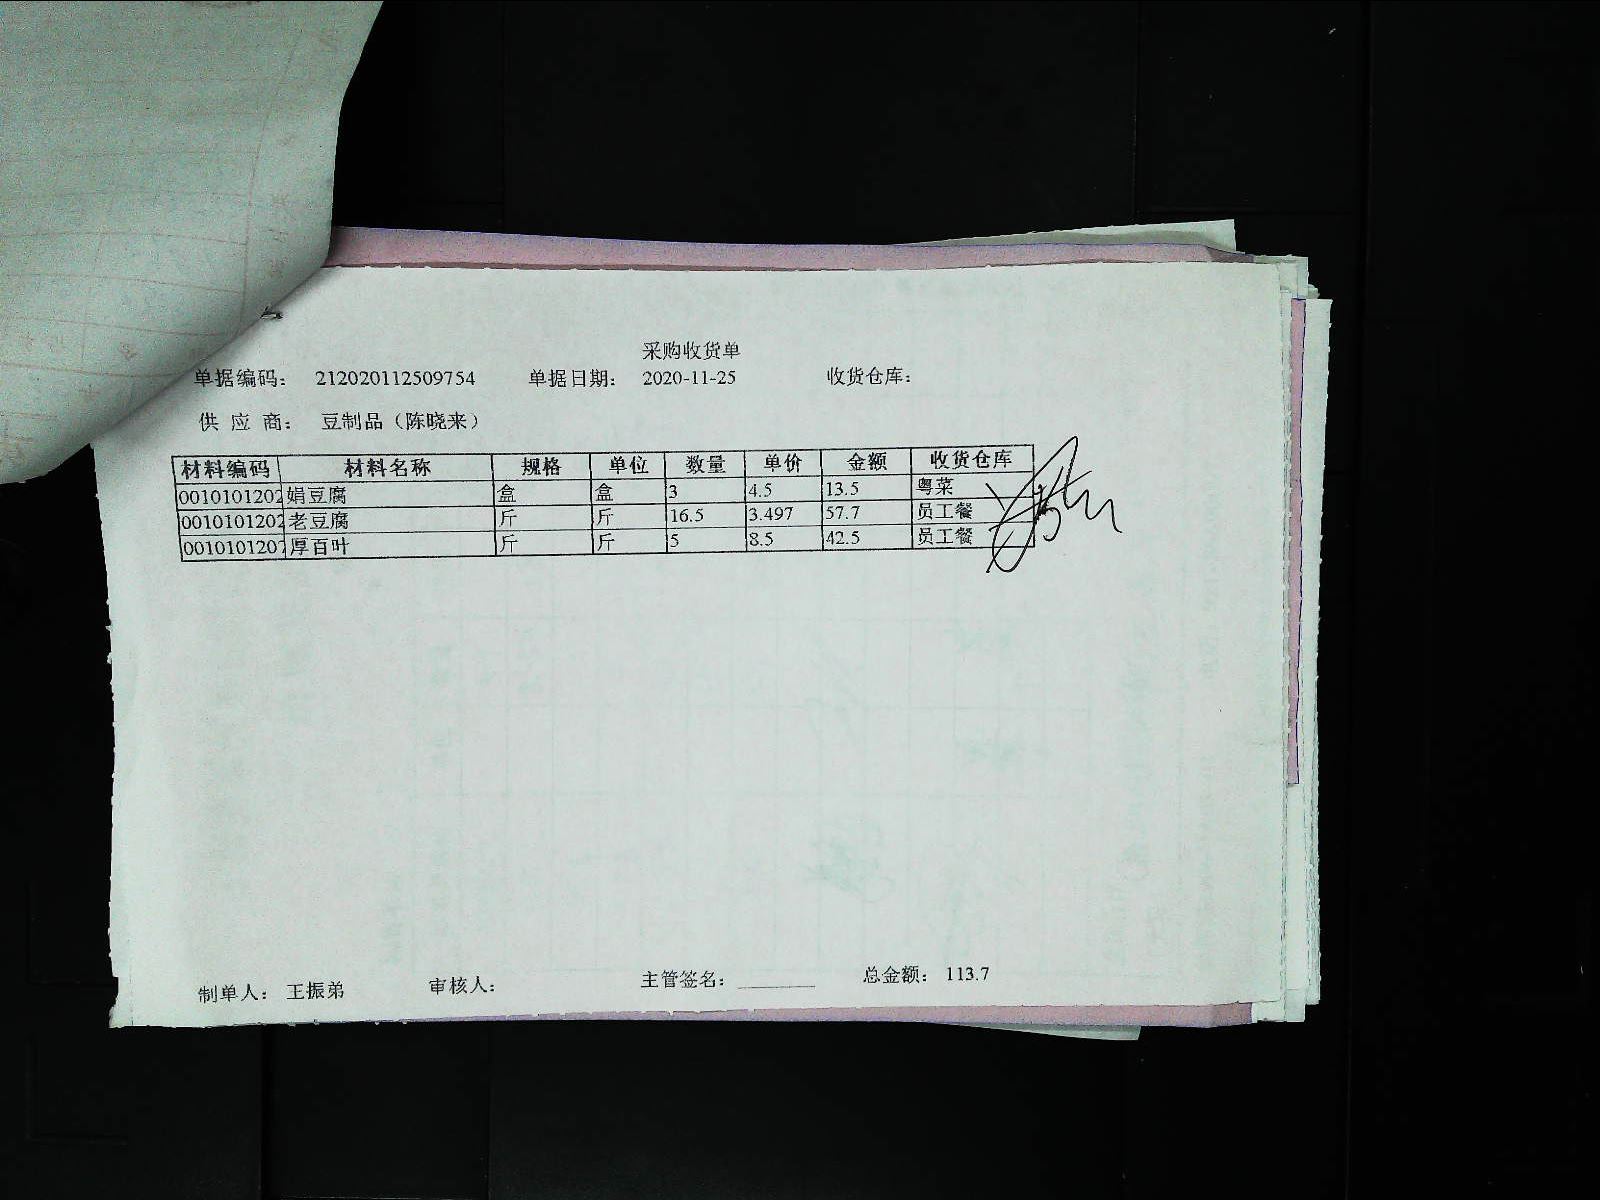 采购收货单
单据编码： 212020112509754 单据日期： 2020-11-25 收货仓库：
供 应 商： 豆制品（陈晓来）
材料编码 材料名称 规格 单位 数量 单价 金额 收货仓库
0010101202 娟豆腐 盒 盒 3 4.5 13.5 粤菜
0010101202 老豆腐 斤 斤 16.5 3.497 57.7 员工餐
0010101207 厚百叶 斤 斤 5 8.5 42.5 员工餐
制单人： 王振弟 审核人： 主管签名： 总金额： 113.7